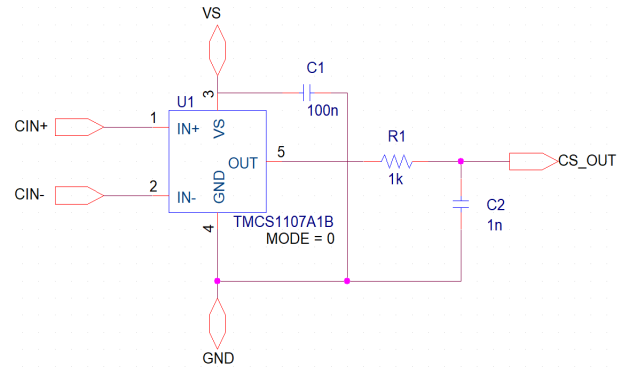 VS
C1
100n
3
U1
CIN+
1
IN+
VS
R1
1k
OUT
5
CS_OUT
CIN-
2
IN-
GND
C2
1n
4
TMCS1107A1B
MODE = 0
GND